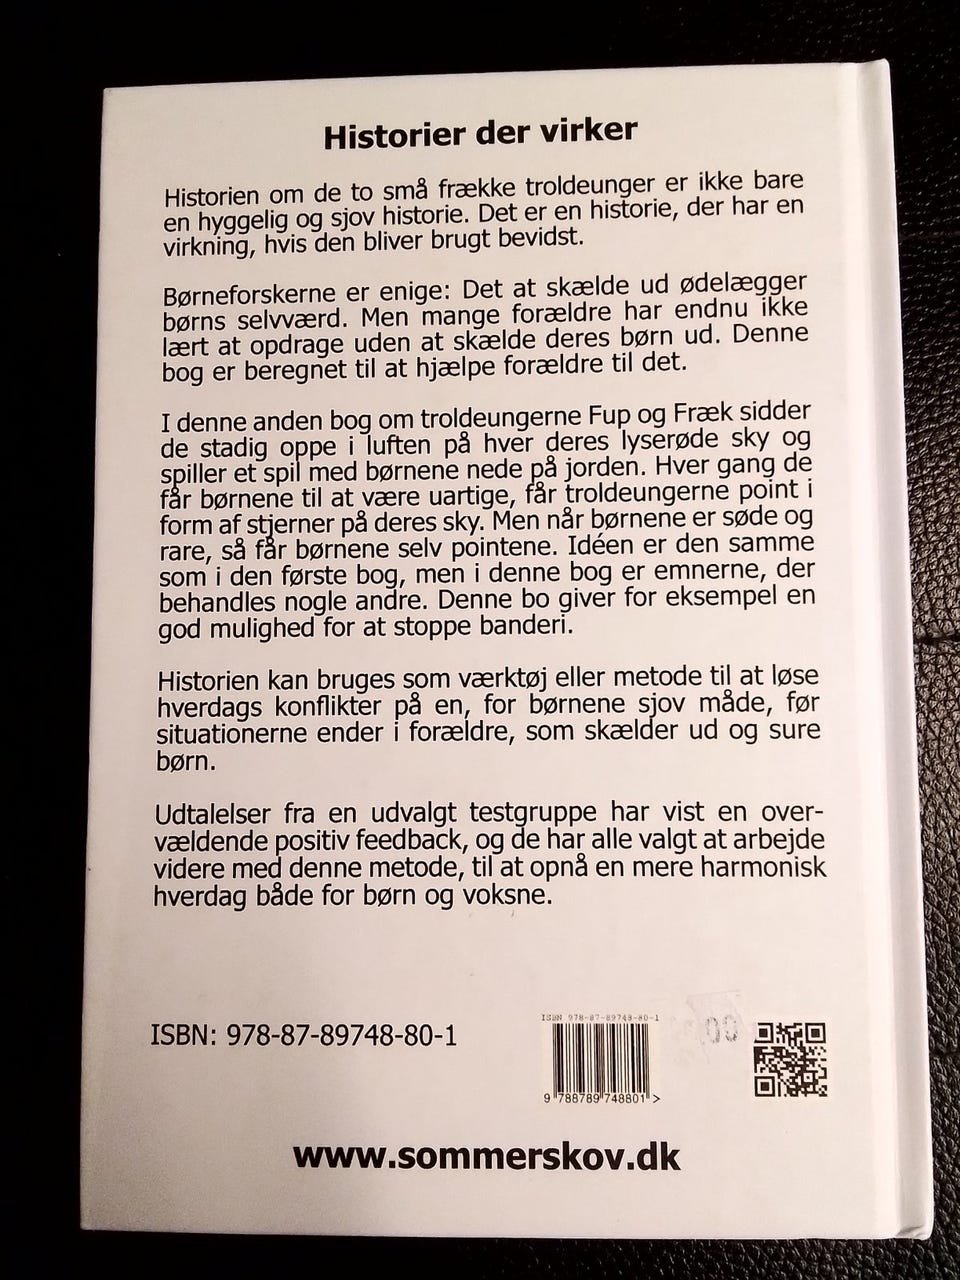 Historier der virker
Historien om de to små frække troldeunger er ikke bare
en hyggelig og sjov historie. Det er en historie, der har en
virkning, hvis den bliver brugt bevidst.
Børneforskerne er enige: Det at skælde ud ødelægger
børns selvværd. Men mange forældre har endnu ikke
lært at opdrage uden at skælde deres børn ud. Denne
bog er beregnet til at hjælpe forældre til det.
I denne anden bog om troldeungerne Fup og Fræk sidder
de stadig oppe i luften på hver deres lyserøde sky og
spiller et spil med børnene nede på jorden. Hver gang de
får børnene til at være uartige, får troldeungerne point i
form af stjerner på deres sky. Men når børnene er søde og
rare, så får børnene selv pointene. Idéen er den samme
som i den første bog, men i denne bog er emnerne, der
behandles nogle andre. Denne bo giver for eksempel en
god mulighed for at stoppe banderi.
Historien kan bruges som værktøj eller metode til at løse
hverdags konflikter på en, for børnene sjov måde, før
situationerne ender i forældre, som skælder ud og sure
børn.
Udtalelser fra en udvalgt testgruppe har vist en over-
vældende positiv feedback, og de har alle valgt at arbejde
videre med denne metode, til at opnå en mere harmonisk
hverdag både for børn og voksne.
ISBN 978-87-89748-80-1
ISBN: 978-87-89748-80-1
9 788789 748801 >
www.sommerskov.dk